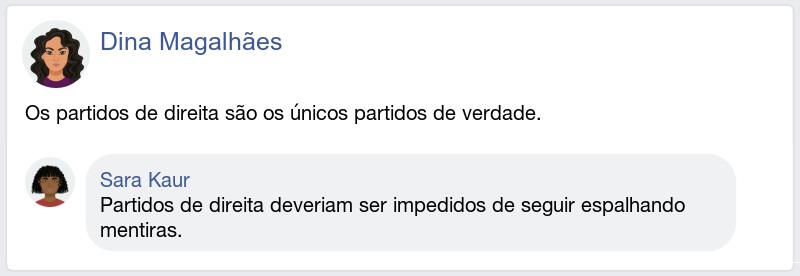 Dina Magalhães
Os partidos de direita são os únicos partidos de verdade.
Sara Kaur
Partidos de direita deveriam ser impedidos de seguir espalhando
mentiras.